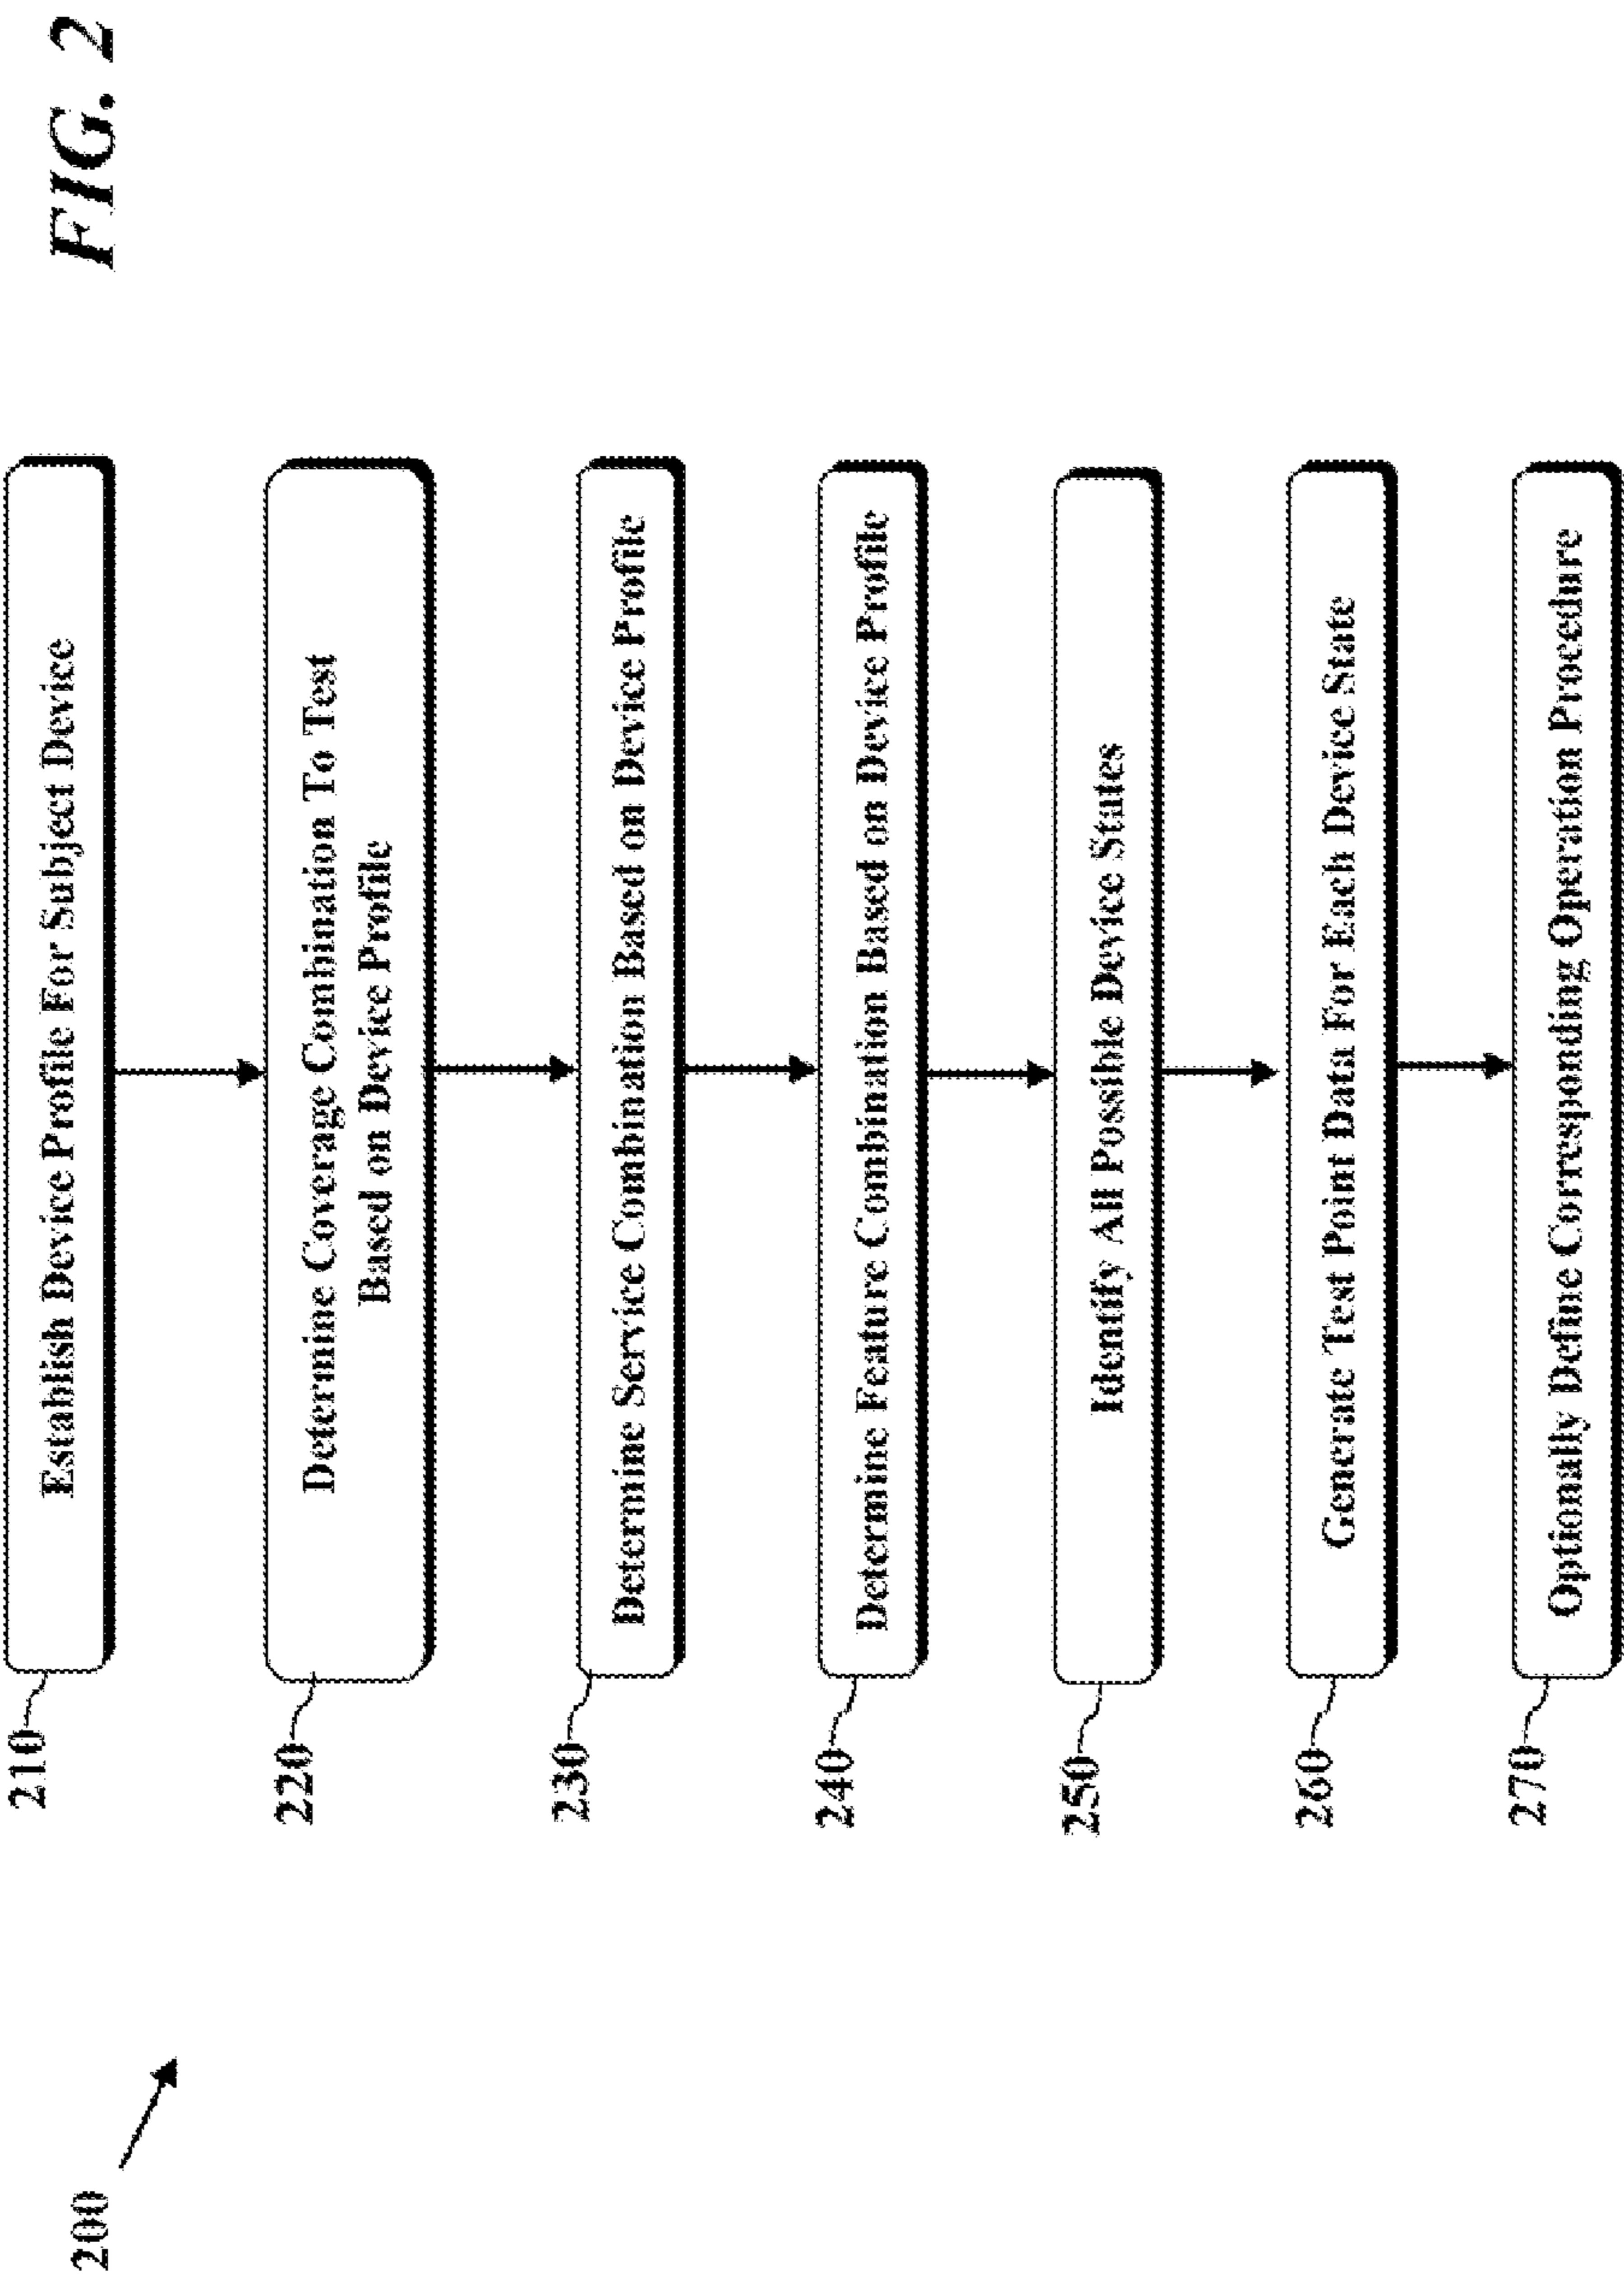 FIG. 2
200
210
Establish Device Profile For Subject Device
220
Determine Coverage Combination To Test
Based on Device Profile
230
Determine Service Combination Based on Device Profile
240
Determine Feature Combination Based on Device Profile
250
Identify All Possible Device States
260
Generate Test Point Data For Each Device State
270
Optionally Define Corresponding Operation Procedure